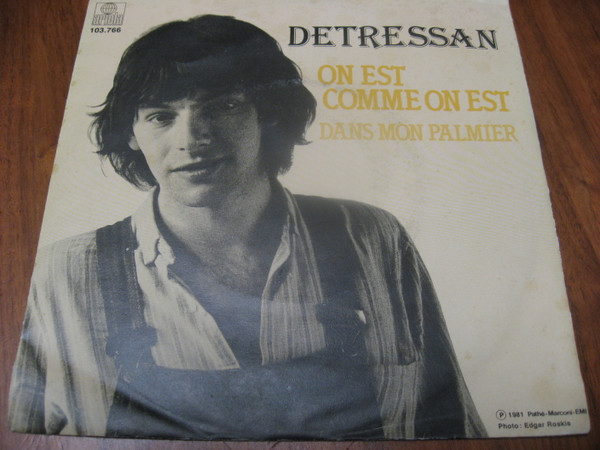 ariola
103.766
DETRESSAN
ON EST
COMME ON EST
DANS MON PALMIER
Ⓟ 1981 Pathé-Marconi-EMI
Photo: Edgar Roskis